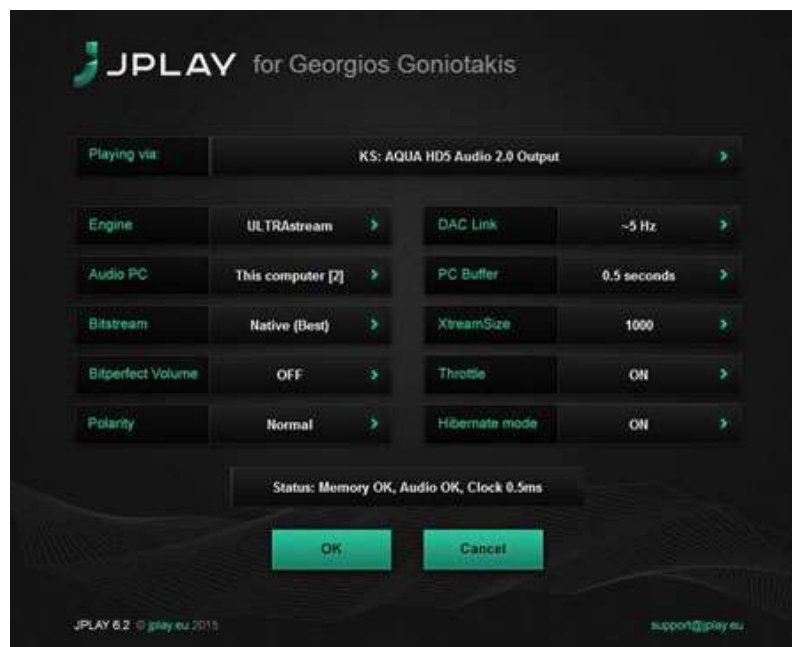 JPLAY for Georgios Goniotakis
Playing via: KS: AQUA HD5 Audio 2.0 Output
Engine ULTRAstream DAC Link ~5 Hz
Audio PC This computer [2] PC Buffer 0.5 seconds
Bitstream Native (Best) XtreamSize 1000
Bitperfect Volume OFF Throttle ON
Polarity Normal Hibernate mode ON
Status: Memory OK, Audio OK, Clock 0.5ms
OK Cancel
JPLAY 6.2 © jplay.eu 2015 support@jplay.eu